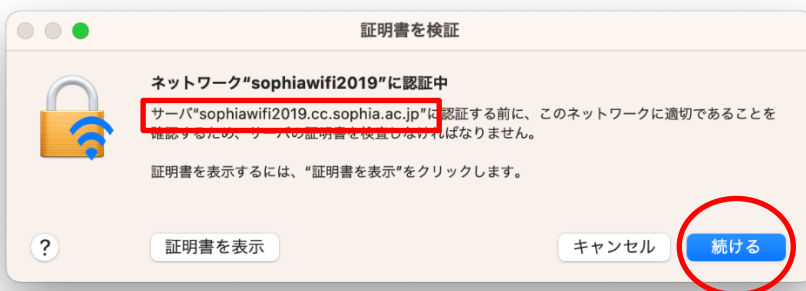 証明書を検証
ネットワーク“sophiawifi2019”に認証中
サーバ“sophiawifi2019.cc.sophia.ac.jp”に認証する前に、このネットワークに適切であることを
確認するため、サーバの証明書を検査しなければなりません。
証明書を表示するには、“証明書を表示”をクリックします。
?
証明書を表示
キャンセル
続ける